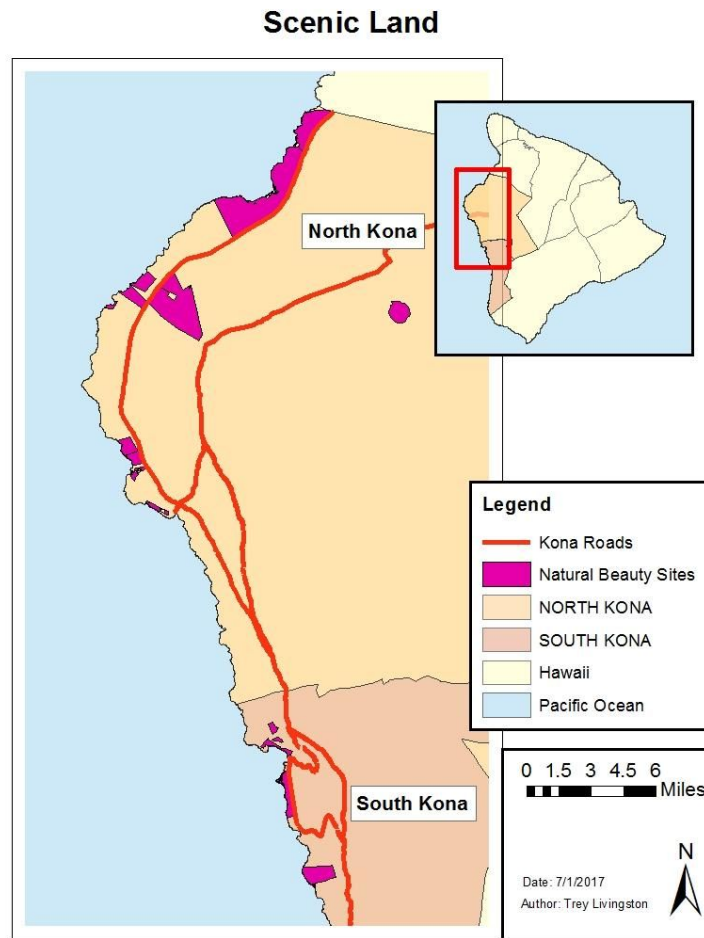 Scenic Land
North Kona
South Kona
Legend
Kona Roads
Natural Beauty Sites
NORTH KONA
SOUTH KONA
Hawaii
Pacific Ocean
0 1.5 3 4.5 6
Miles
N
Date: 7/1/2017
Author: Trey Livingston